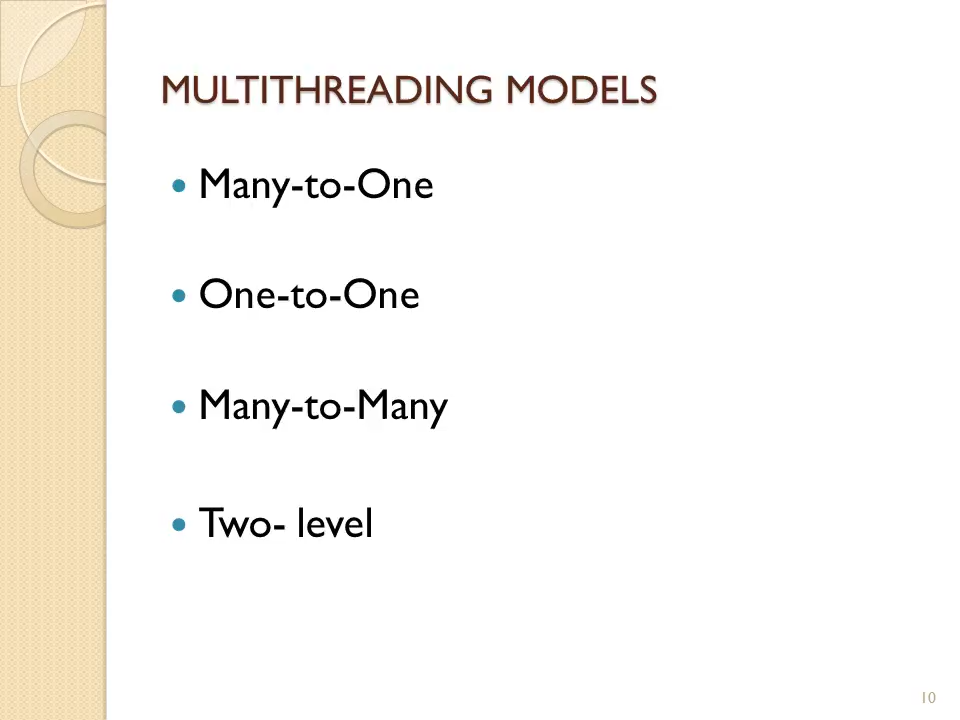 MULTITHREADING MODELS
• Many-to-One
• One-to-One
• Many-to-Many
• Two- level
10